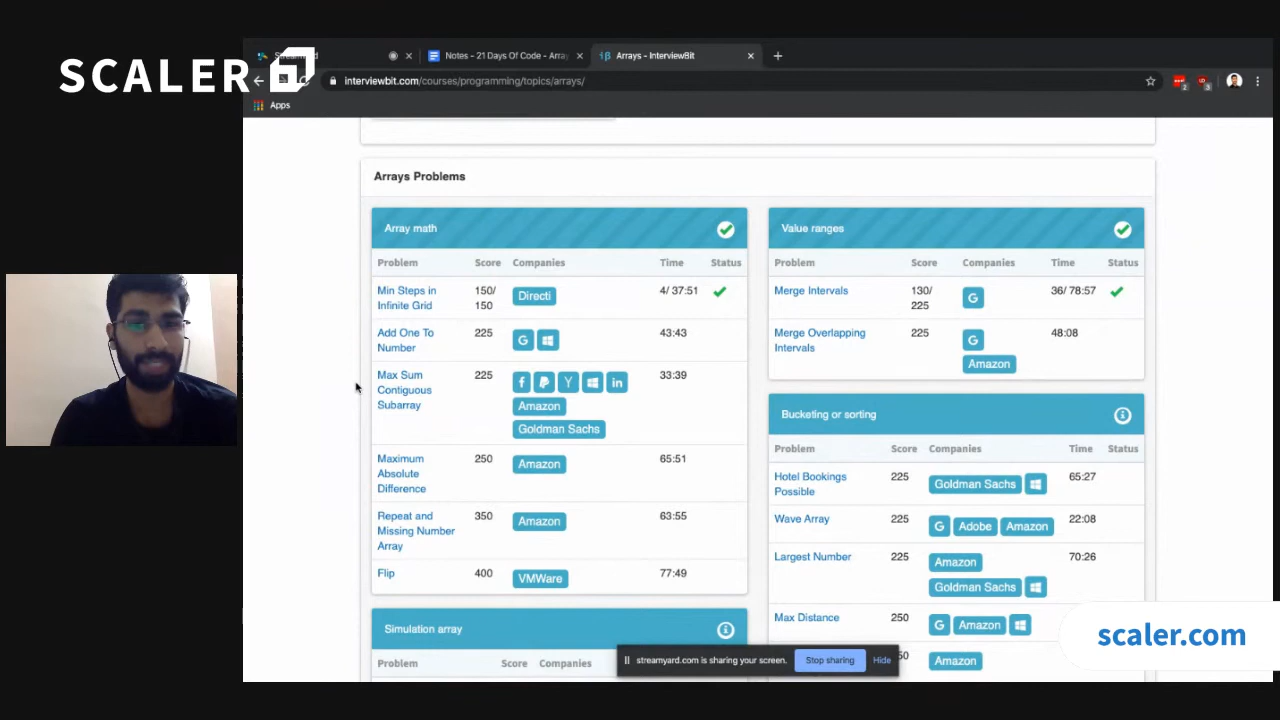 SCALER
Notes - 21 Days Of Code - Array
Arrays - InterviewBit
interviewbit.com/courses/programming/topics/arrays/
2
3
Apps
Arrays Problems
Array math
Problem Score Companies Time Status
Min Steps in
Infinite Grid
150/
150
Directi
4/ 37:51
Add One To
Number
225
G
43:43
Max Sum
Contiguous
Subarray
225
f P Y in
Amazon
Goldman Sachs
33:39
Maximum
Absolute
Difference
250
Amazon
65:51
Repeat and
Missing Number
Array
350
Amazon
63:55
Flip
400
VMWare
77:49
Simulation array
Problem Score Companies
Value ranges
Problem Score Companies Time Status
Merge Intervals
130/
225
G
36/ 78:57
Merge Overlapping
Intervals
225
G
Amazon
48:08
Bucketing or sorting
Problem Score Companies Time Status
Hotel Bookings
Possible
225
Goldman Sachs
65:27
Wave Array
225
G Adobe Amazon
22:08
Largest Number
225
Amazon
Goldman Sachs
70:26
Max Distance
250
G Amazon
50
Amazon
streamyard.com is sharing your screen. Stop sharing Hide
scaler.com